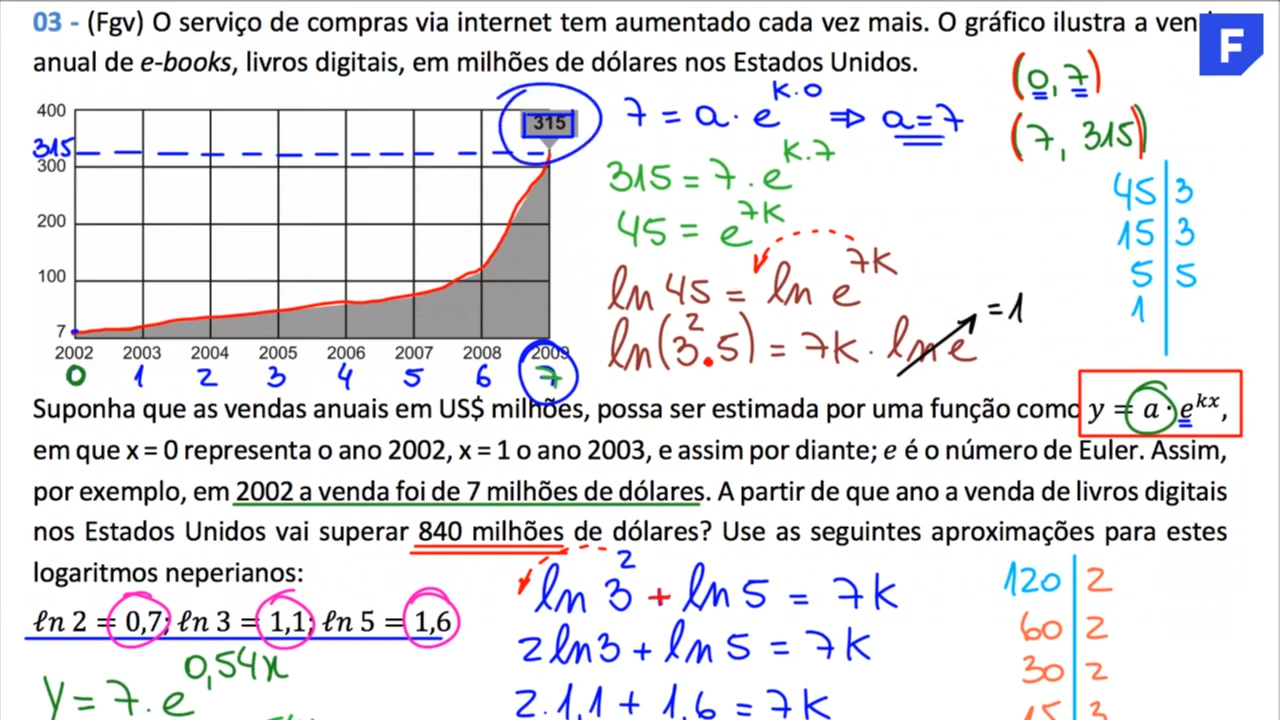 03 - (Fgv) O serviço de compras via internet tem aumentado cada vez mais. O gráfico ilustra a
anual de e-books, livros digitais, em milhões de dólares nos Estados Unidos.
F
(0, 7)
(7, 315)
400
315
300
200
100
7
315
2002 2003 2004 2005 2006 2007 2008 2009
0 1 2 3 4 5 6 7
7 = a · e^{k·0} ⇒ a = 7
315 = 7 · e^{k·7}
45 = e^{7k}
ln 45 = ln e^{7k}
ln(3² · 5) = 7k · ln e = 1
45 | 3
15 | 3
5 | 5
1
Suponha que as vendas anuais em US$ milhões, possa ser estimada por uma função como y = a · e^{kx},
em que x = 0 representa o ano 2002, x = 1 o ano 2003, e assim por diante; e é o número de Euler. Assim,
por exemplo, em 2002 a venda foi de 7 milhões de dólares. A partir de que ano a venda de livros digitais
nos Estados Unidos vai superar 840 milhões de dólares? Use as seguintes aproximações para estes
logaritmos neperianos:
ℓn 2 = 0,7; ℓn 3 = 1,1; ℓn 5 = 1,6
y = 7 · e^{0,54x}
ln 3² + ln 5 = 7k
2 ln 3 + ln 5 = 7k
2 · 1,1 + 1,6 = 7k
120 | 2
60 | 2
30 | 2
15 | 3